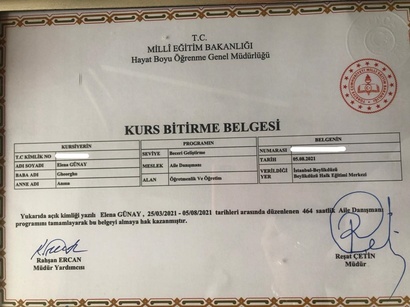 T.C.
MİLLİ EĞİTİM BAKANLIĞI
Hayat Boyu Öğrenme Genel Müdürlüğü
KURS BİTİRME BELGESİ
KURSİYERİN PROGRAMIN BELGENİN
T.C KİMLİK NO SEVİYE Beceri Geliştirme NUMARASI
ADI SOYADI Elena GÜNAY MESLEK Aile Danışmanı TARİH 05.08.2021
BABA ADI Gheorghe ALAN Öğretmenlik Ve Öğretim VERİLDİĞİ YER İstanbul-Beylikdüzü
ANNE ADI Beylikdüzü Halk Eğitimi Merkezi
Yukarıda açık kimliği yazılı Elena GÜNAY , 25/03/2021 - 05/08/2021 tarihleri arasında düzenlenen 464 saatlik Aile Danışmanı
programını tamamlayarak bu belgeyi almaya hak kazanmıştır.
Rahşan ERCAN
Müdür Yardımcısı
Reşat ÇETİN
Müdür